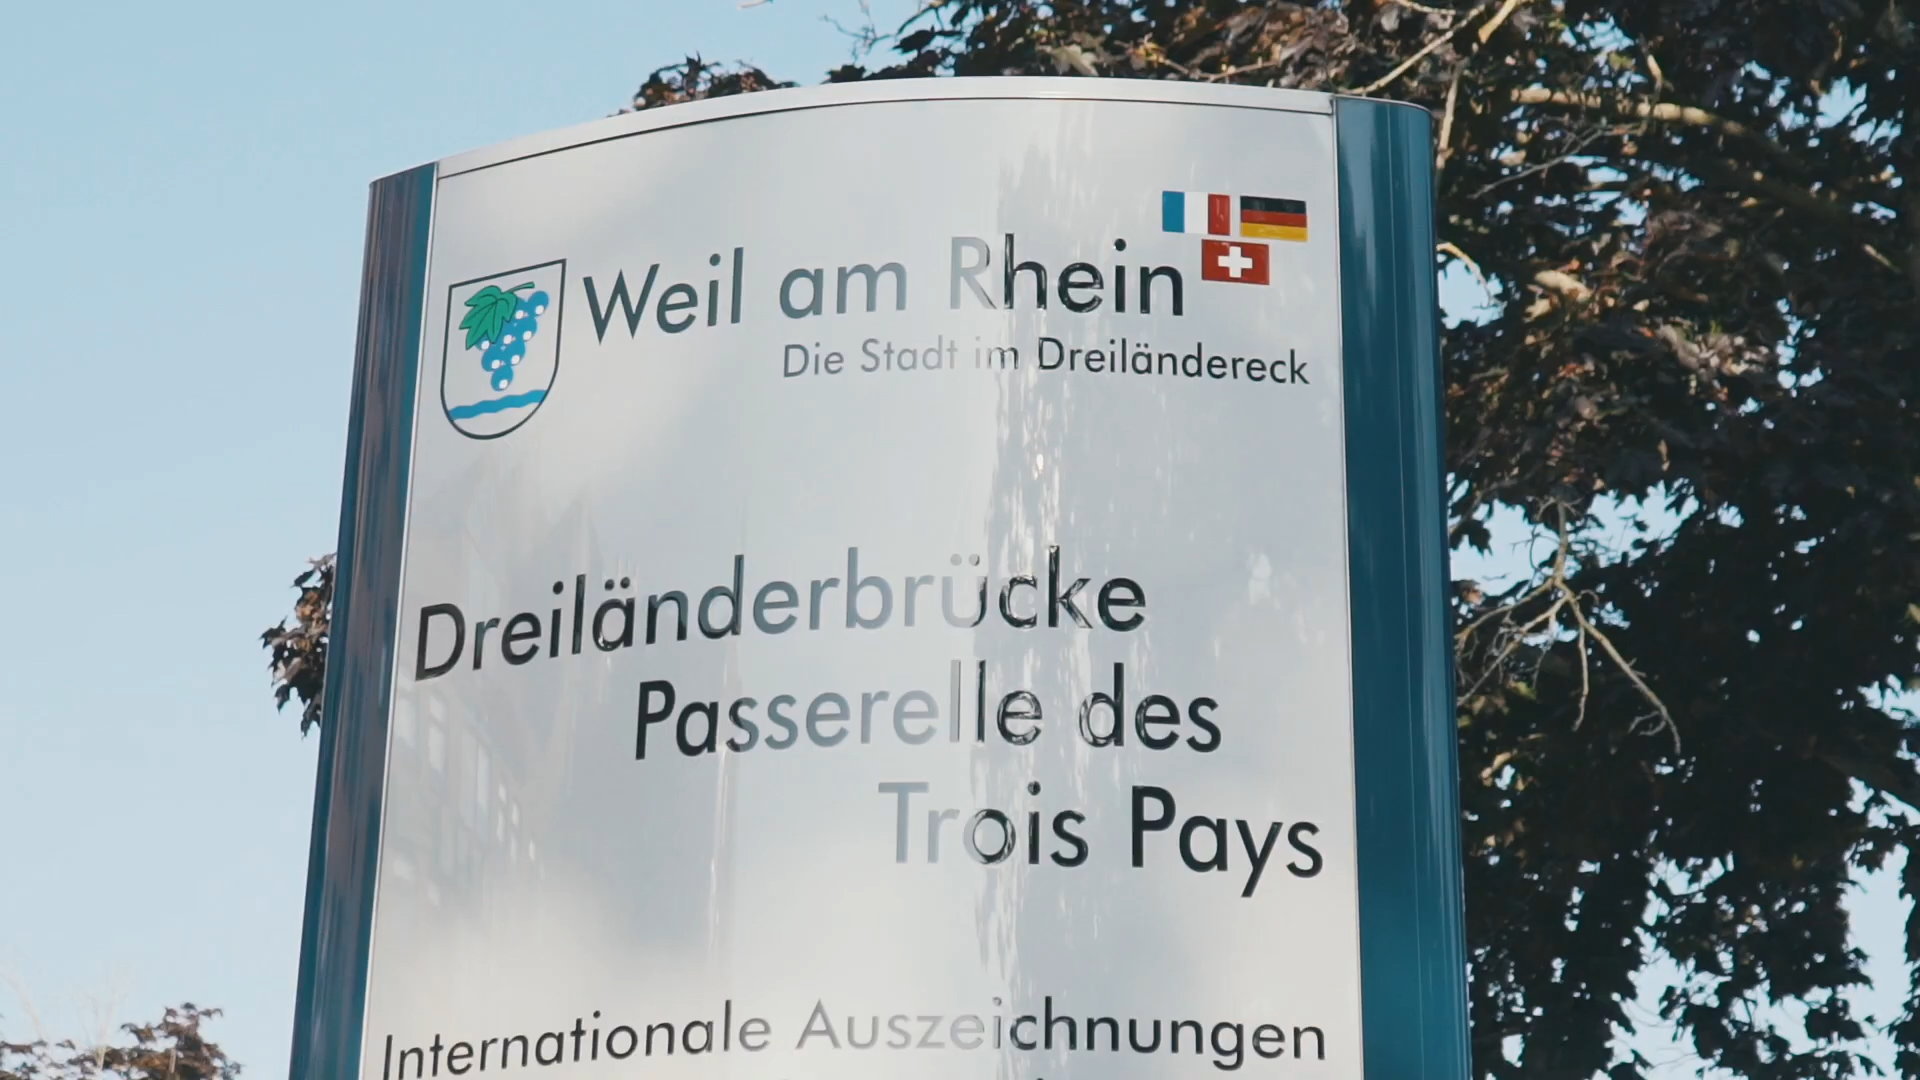 Weil am Rhein
Die Stadt im Dreiländereck
Dreiländerbrücke
Passerelle des
Trois Pays
Internationale Auszeichnungen